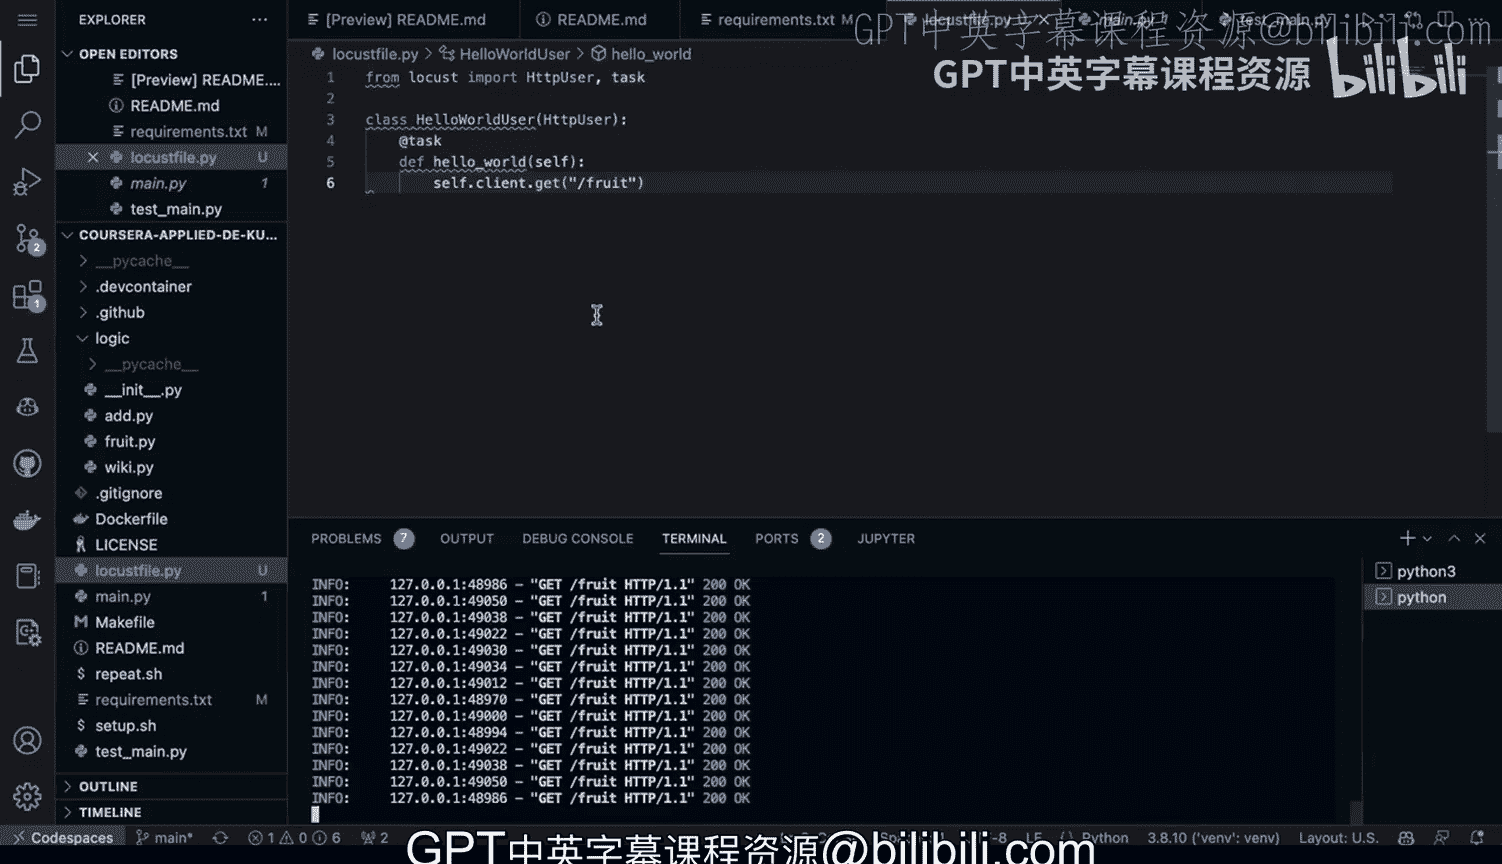 EXPLORER
[Preview] README.md
README.md
requirements.txt M
locustfile.py
main.py 1
test_main.py
GPT中英字幕课程资源@bilibili.com
GPT中英字幕课程资源 bilibili
OPEN EDITORS
[Preview] README....
README.md
requirements.txt M
locustfile.py U
main.py 1
test_main.py
COURSERA-APPLIED-DE-KU...
__pycache__
.devcontainer
.github
logic
__pycache__
__init__.py
add.py
fruit.py
wiki.py
.gitignore
Dockerfile
LICENSE
locustfile.py U
main.py 1
Makefile
README.md
repeat.sh
requirements.txt M
setup.sh
test_main.py
OUTLINE
TIMELINE
2
1
locustfile.py > HelloWorldUser > hello_world
1 from locust import HttpUser, task
2
3 class HelloWorldUser(HttpUser):
4 @task
5 def hello_world(self):
6 self.client.get("/fruit")
PROBLEMS 7 OUTPUT DEBUG CONSOLE TERMINAL PORTS 2 JUPYTER
INFO: 127.0.0.1:48986 - "GET /fruit HTTP/1.1" 200 OK
INFO: 127.0.0.1:49050 - "GET /fruit HTTP/1.1" 200 OK
INFO: 127.0.0.1:49038 - "GET /fruit HTTP/1.1" 200 OK
INFO: 127.0.0.1:49022 - "GET /fruit HTTP/1.1" 200 OK
INFO: 127.0.0.1:49030 - "GET /fruit HTTP/1.1" 200 OK
INFO: 127.0.0.1:49034 - "GET /fruit HTTP/1.1" 200 OK
INFO: 127.0.0.1:49012 - "GET /fruit HTTP/1.1" 200 OK
INFO: 127.0.0.1:48970 - "GET /fruit HTTP/1.1" 200 OK
INFO: 127.0.0.1:49000 - "GET /fruit HTTP/1.1" 200 OK
INFO: 127.0.0.1:48994 - "GET /fruit HTTP/1.1" 200 OK
INFO: 127.0.0.1:49022 - "GET /fruit HTTP/1.1" 200 OK
INFO: 127.0.0.1:49038 - "GET /fruit HTTP/1.1" 200 OK
INFO: 127.0.0.1:49050 - "GET /fruit HTTP/1.1" 200 OK
INFO: 127.0.0.1:48986 - "GET /fruit HTTP/1.1" 200 OK
python3
python
Codespaces main* 1 0 6 2 Python 3.8.10 ('venv': venv) Layout: U.S.
GPT中英字幕课程资源@bilibili.com